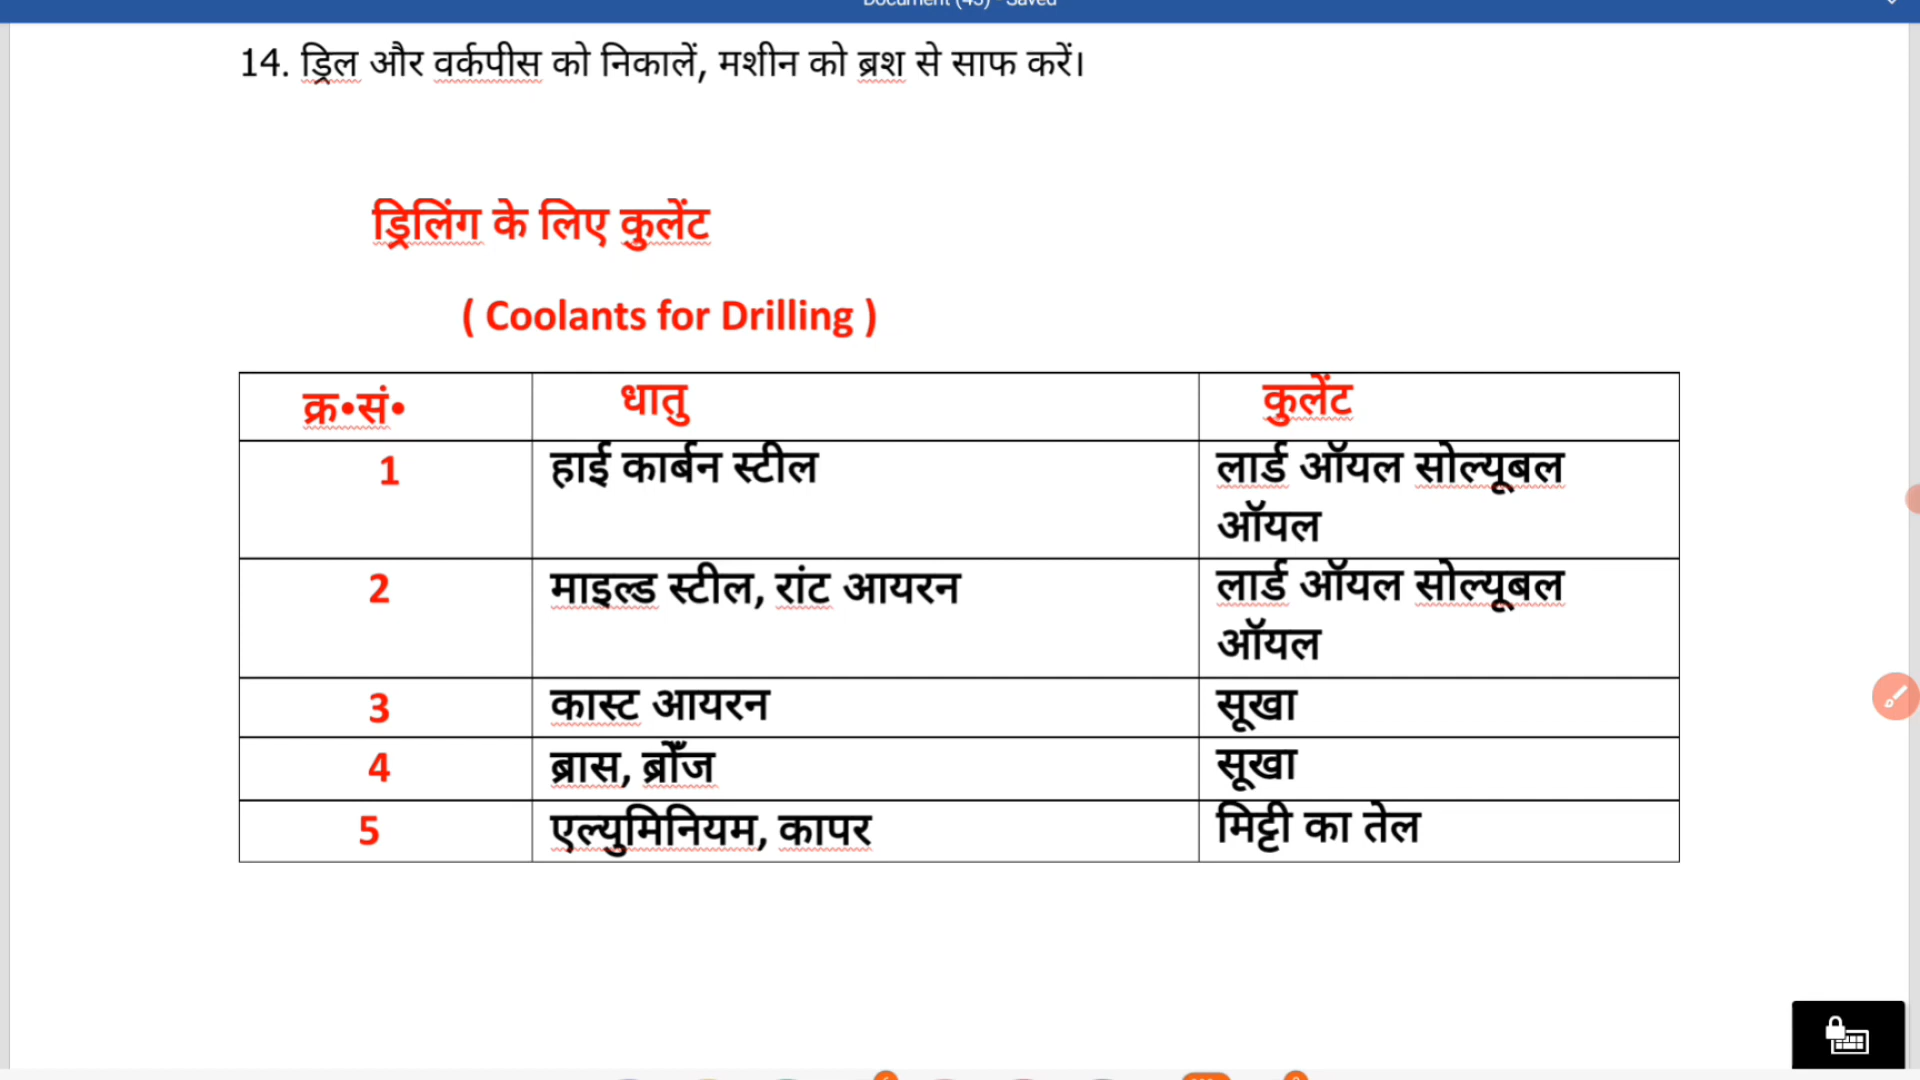 14. ड्रिल और वर्कपीस को निकालें, मशीन को ब्रश से साफ करें।
ड्रिलिंग के लिए कुलेंट
( Coolants for Drilling )
क्र•सं• धातु कुलेंट
1 हाई कार्बन स्टील लार्ड ऑयल सोल्यूबल
ऑयल
2 माइल्ड स्टील, रांट आयरन लार्ड ऑयल सोल्यूबल
ऑयल
3 कास्ट आयरन सूखा
4 ब्रास, ब्रोँज सूखा
5 एल्युमिनियम, कापर मिट्टी का तेल